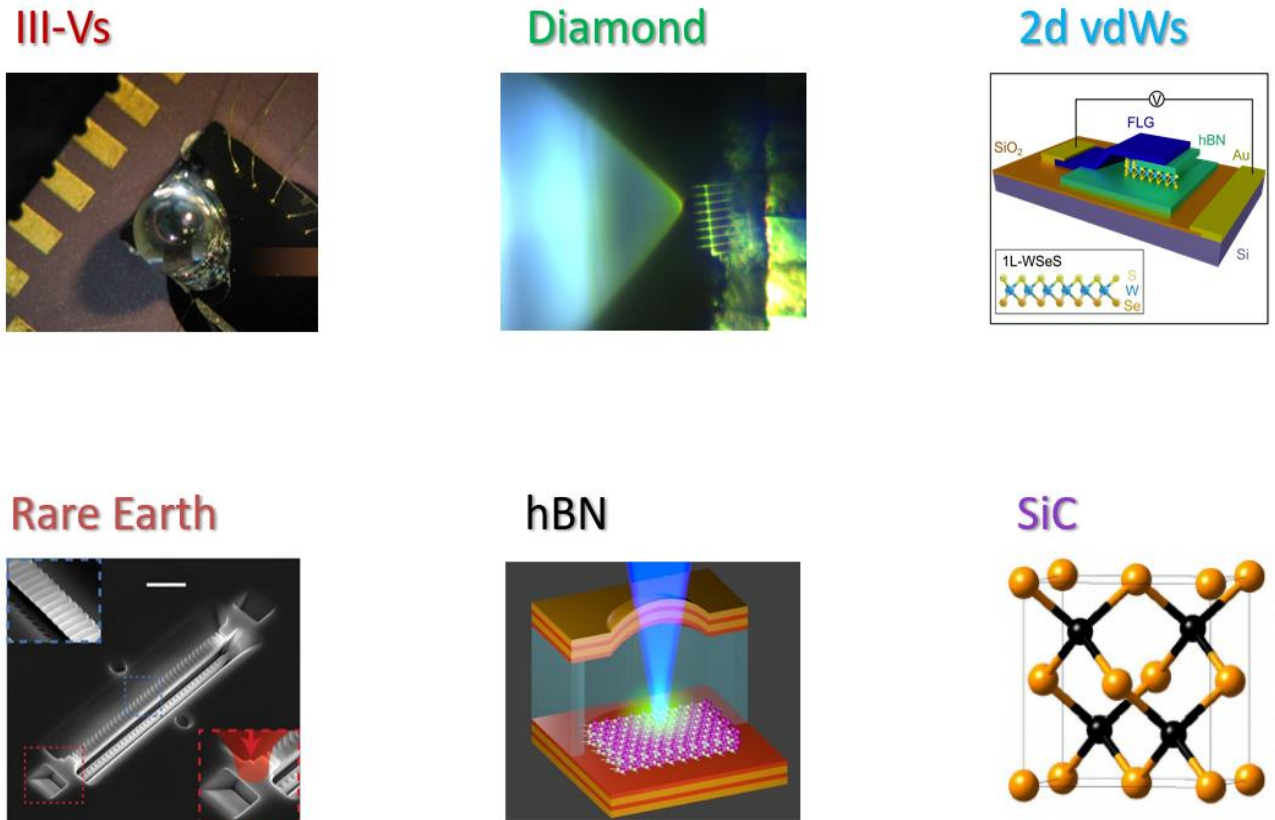 III-Vs
Diamond
2d vdWs
V
FLG
hBN
SiO₂
Au
Si
1L-WSeS
S
W
Se
Rare Earth
hBN
SiC